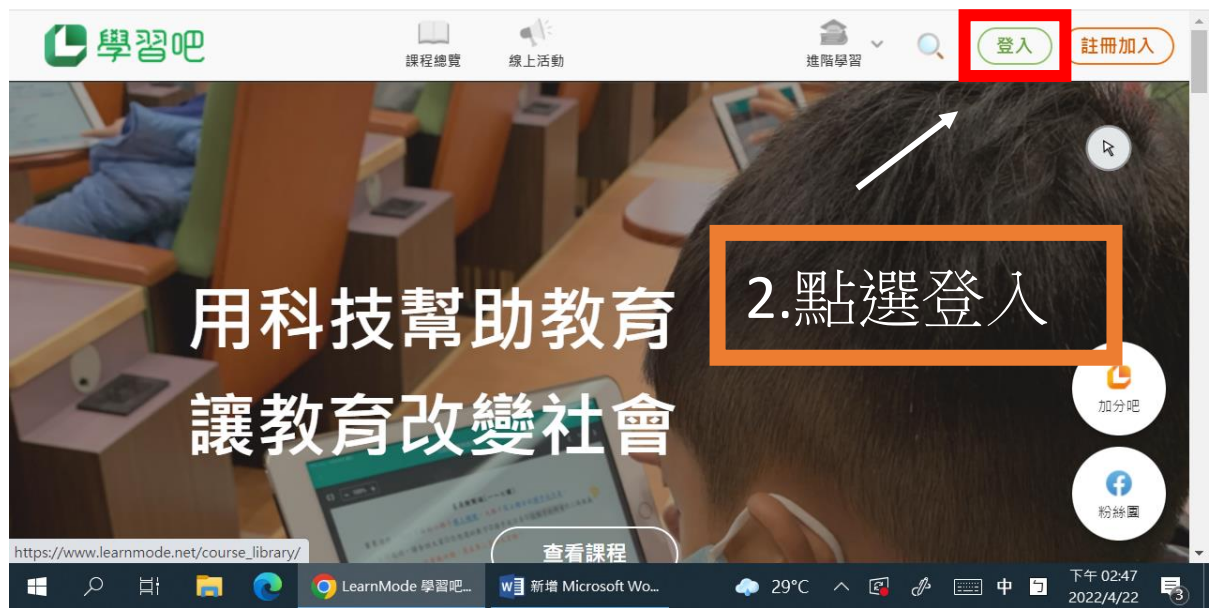 學習吧
課程總覽
線上活動
進階學習
登入
註冊加入
2.點選登入
用科技幫助教育
讓教育改變社會
加分吧
粉絲團
查看課程
https://www.learnmode.net/course_library/
LearnMode 學習吧...
新增 Microsoft Wo...
29°C
中
ㄅ
下午 02:47
2022/4/22
3